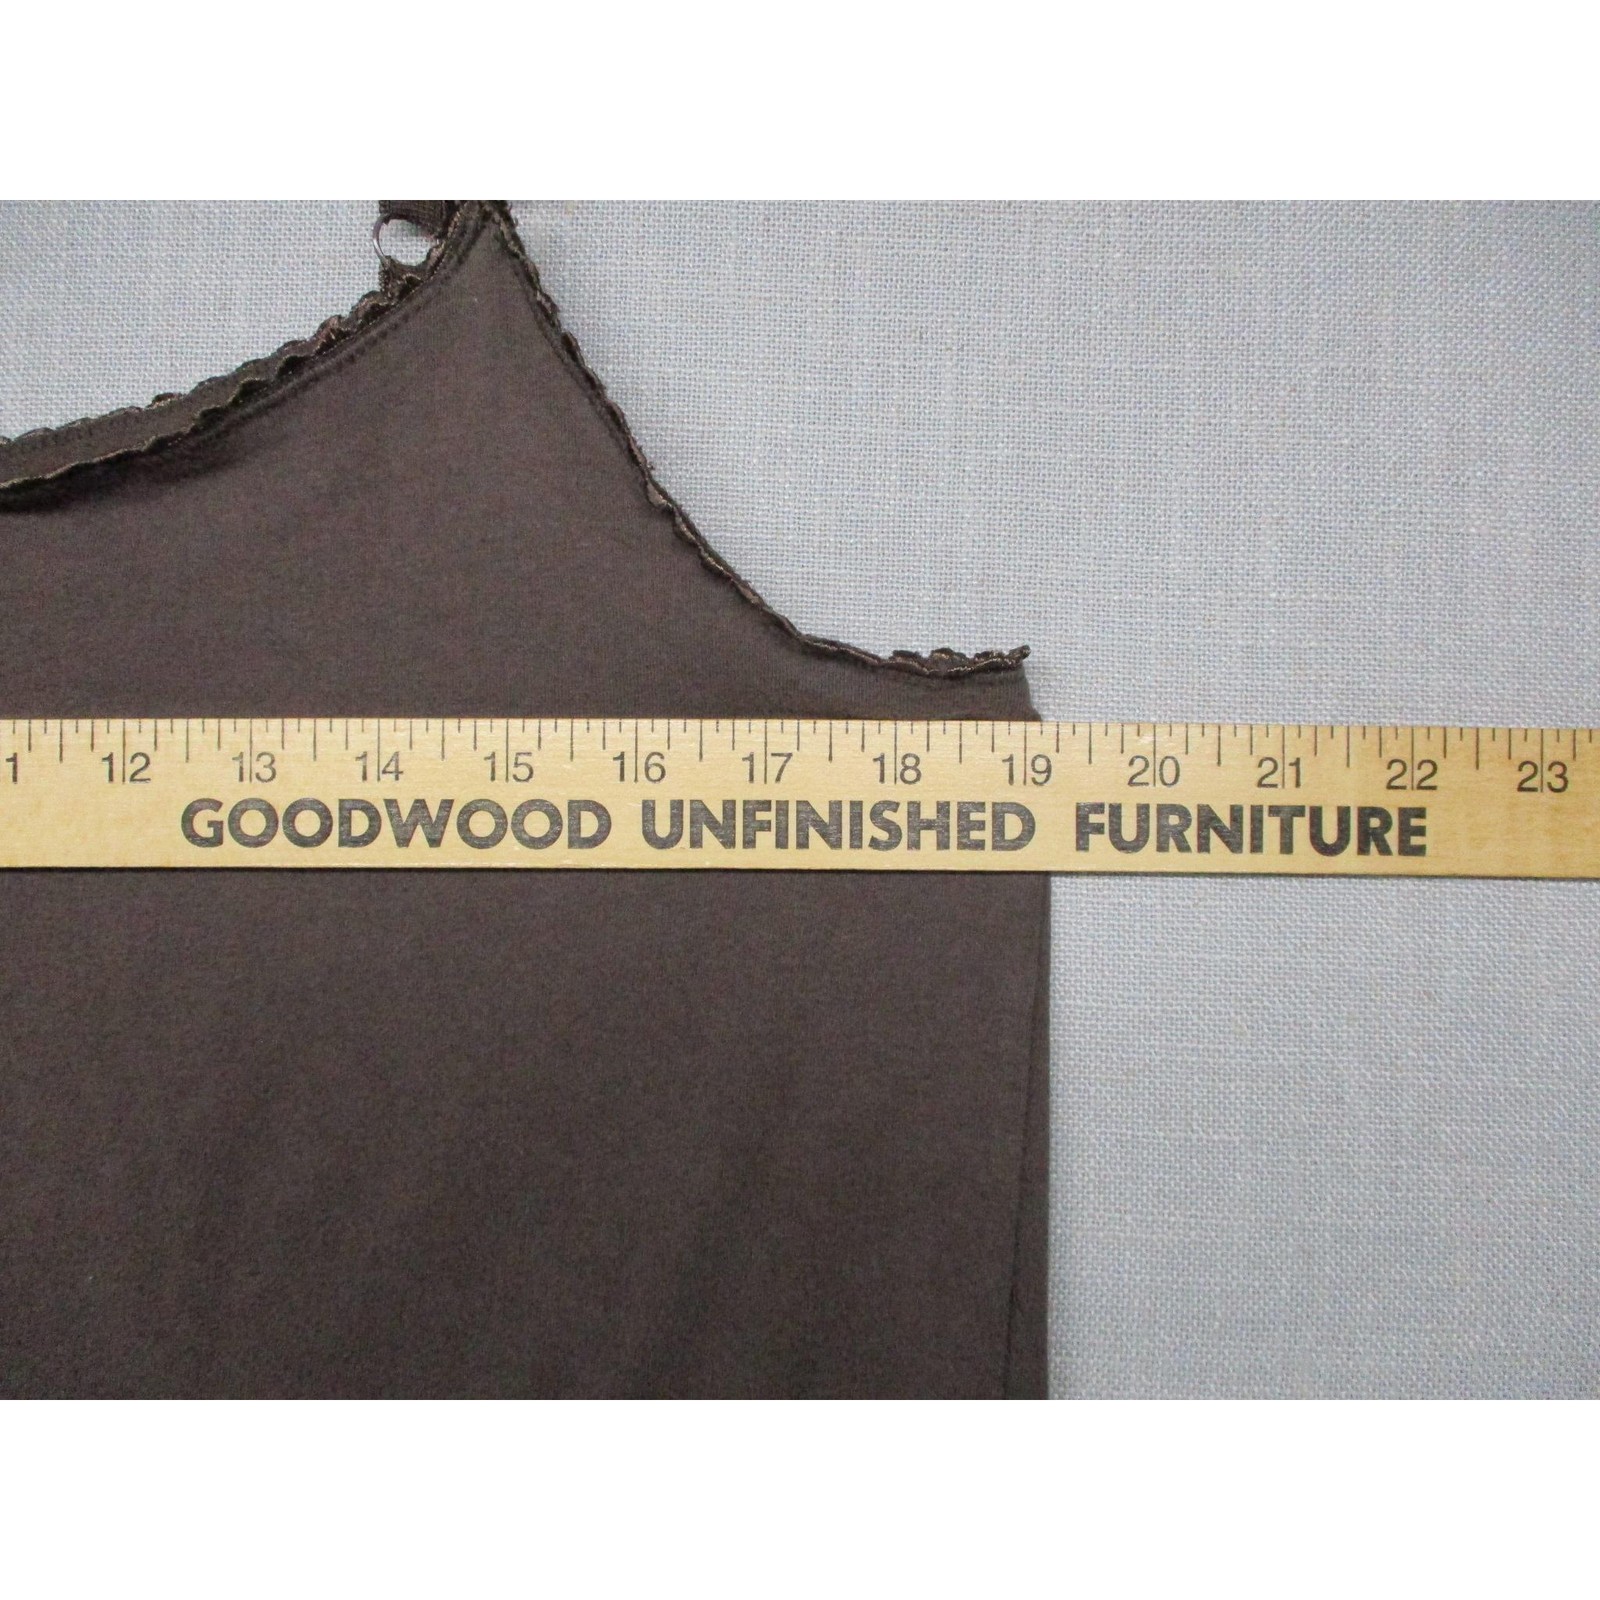 1 12 13 14 15 16 17 18 19 20 21 22 23
GOODWOOD UNFINISHED FURNITURE